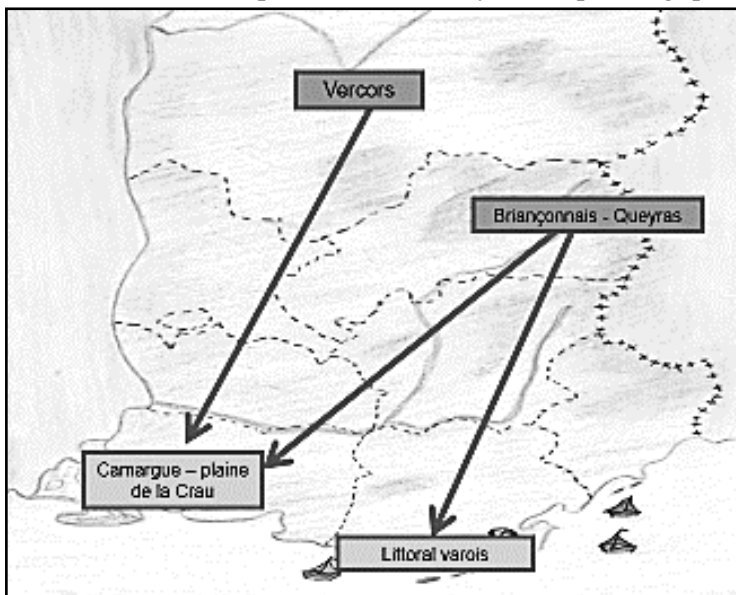 Vercors
Briançonnais - Queyras
Camargue – plaine
de la Crau
Littoral varois